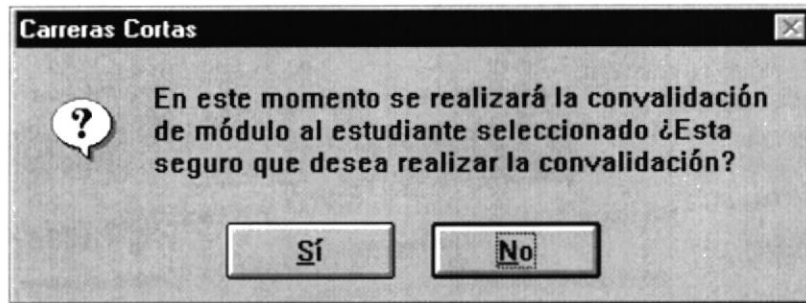 Carreras Cortas
En este momento se realizará la convalidación
de módulo al estudiante seleccionado ¿Esta
seguro que desea realizar la convalidación?
Sí
No